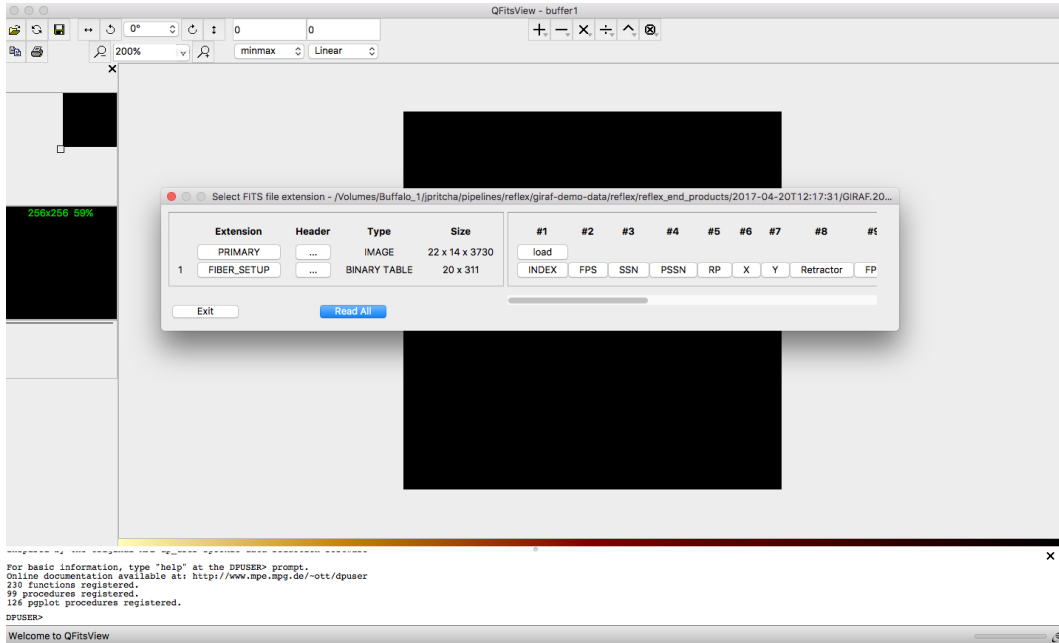 QFitsView - buffer1
0° 0 0
200% minmax Linear
256x256 59%
Select FITS file extension - /Volumes/Buffalo_1/jpritcha/pipelines/reflex/giraf-demo-data/reflex/reflex_end_products/2017-04-20T12:17:31/GIRAF.20...
Extension Header Type Size #1 #2 #3 #4 #5 #6 #7 #8 #9
PRIMARY ... IMAGE 22 x 14 x 3730 load
1 FIBER_SETUP ... BINARY TABLE 20 x 311 INDEX FPS SSN PSSN RP X Y Retractor FP
Exit Read All
For basic information, type "help" at the DPUSER> prompt.
Online documentation available at: http://www.mpe.mpg.de/~ott/dpuser
230 functions registered.
99 procedures registered.
126 pgplot procedures registered.
DPUSER>
Welcome to QFitsView